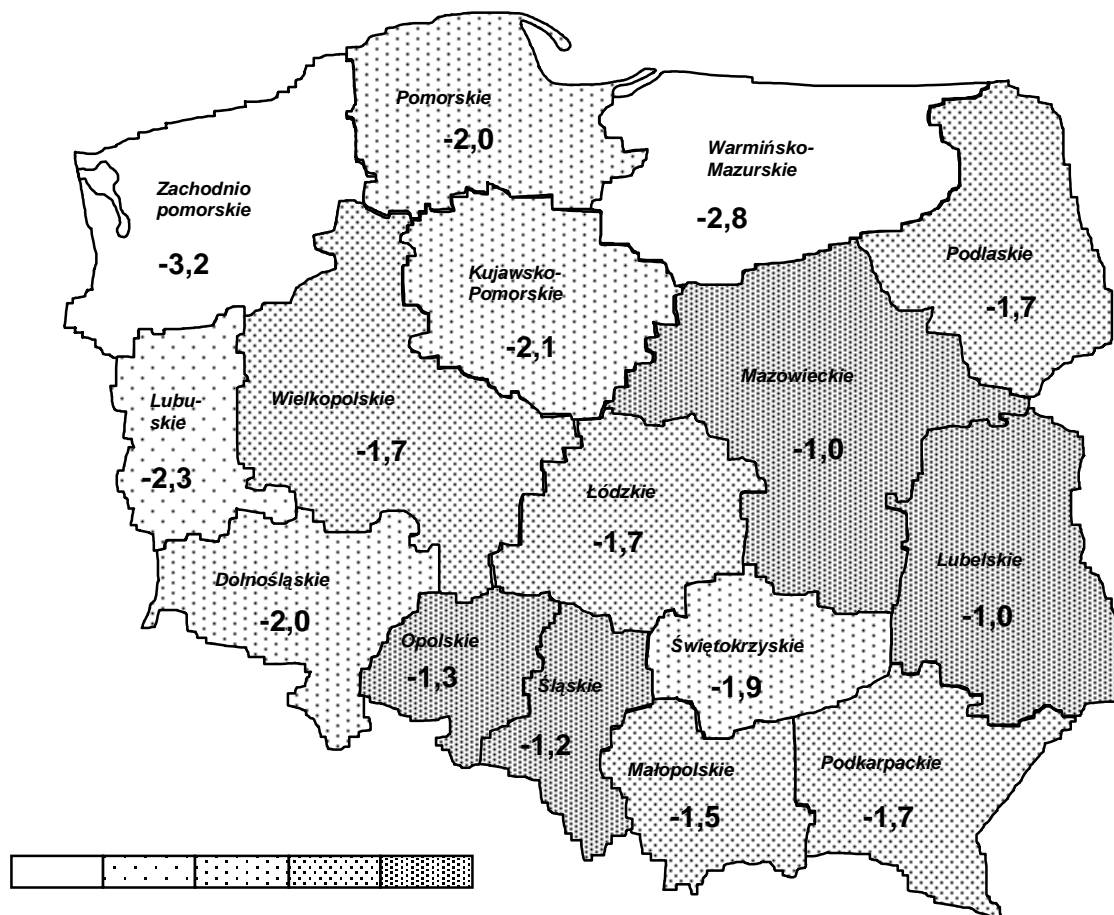 Pomorskie
-2,0
Warmińsko-
Mazurskie
-2,8
Zachodnio
pomorskie
-3,2
Podlaskie
-1,7
Kujawsko-
Pomorskie
-2,1
Mazowieckie
-1,0
Lubu-
skie
-2,3
Wielkopolskie
-1,7
Łódzkie
-1,7
Lubelskie
-1,0
Dolnośląskie
-2,0
Opolskie
-1,3
Śląskie
-1,2
Świętokrzyskie
-1,9
Małopolskie
-1,5
Podkarpackie
-1,7